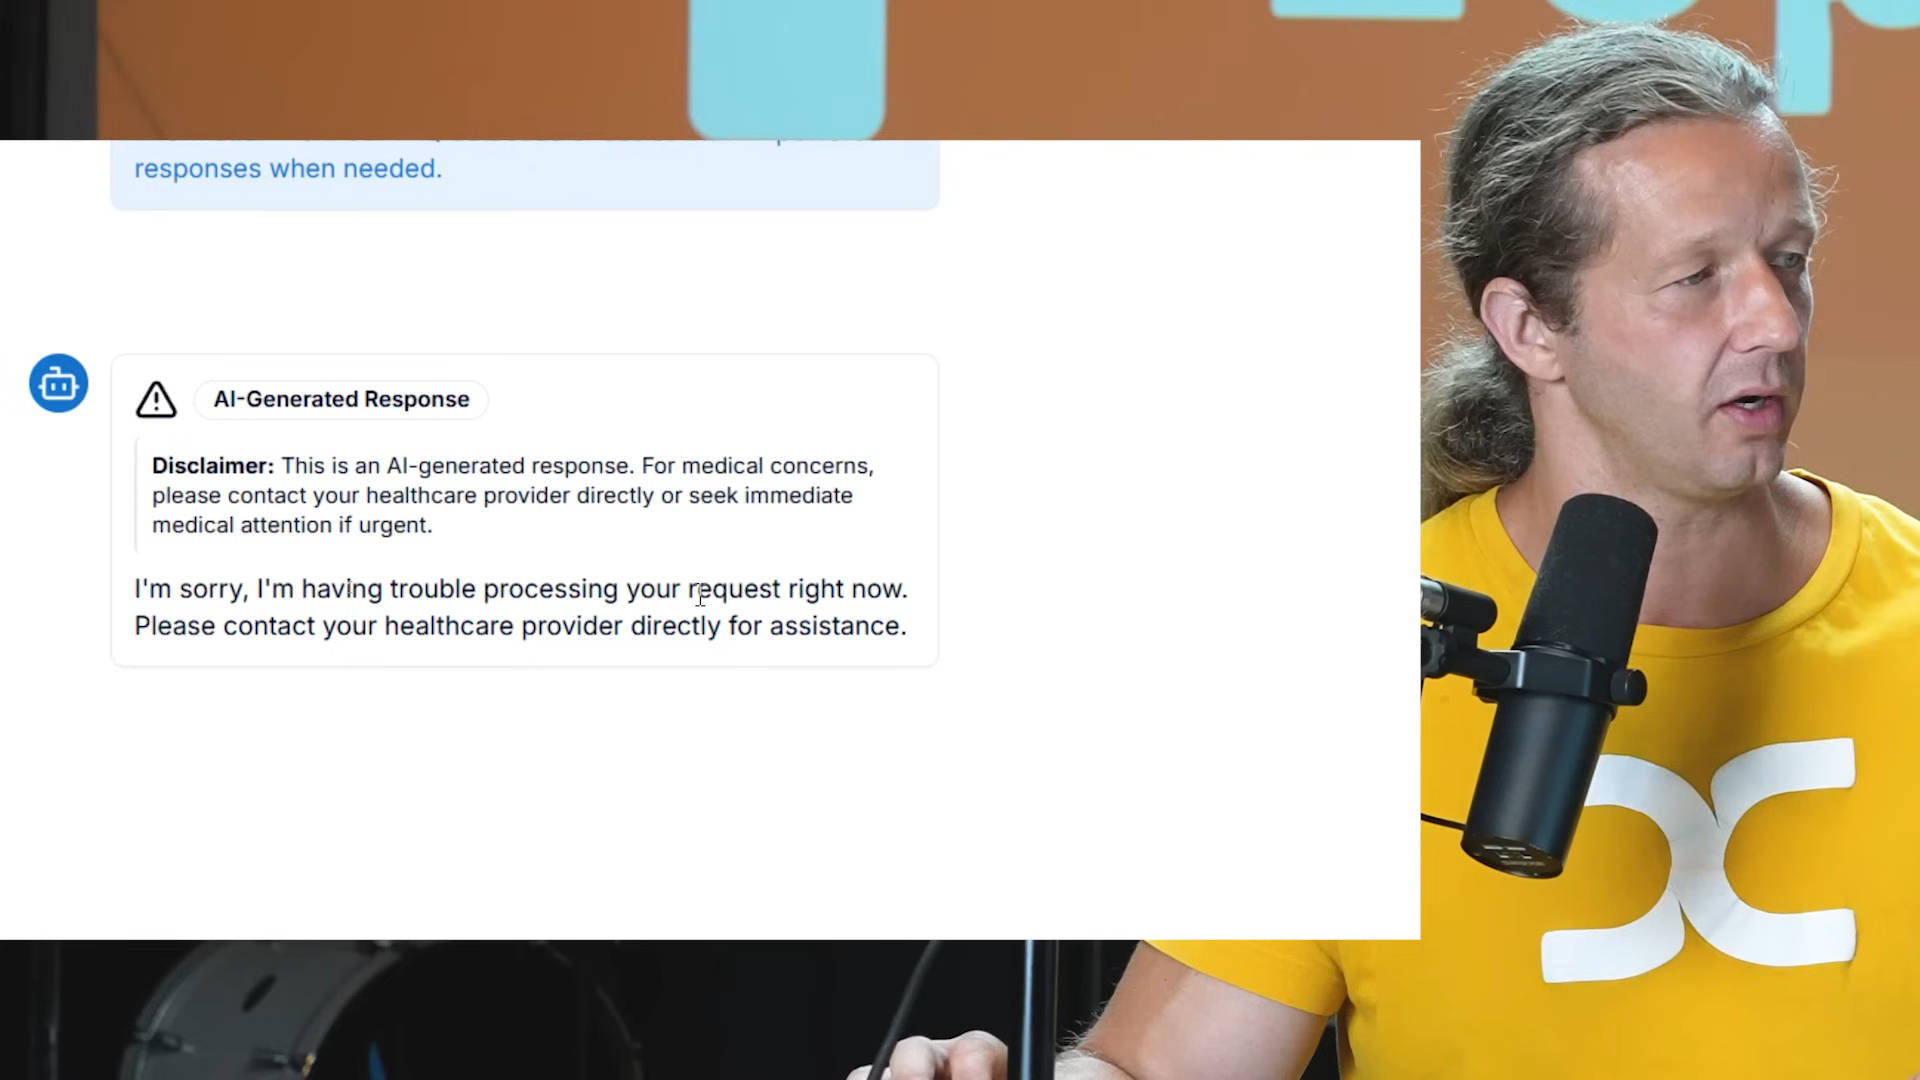 responses when needed.
AI-Generated Response
Disclaimer: This is an AI-generated response. For medical concerns,
please contact your healthcare provider directly or seek immediate
medical attention if urgent.
I'm sorry, I'm having trouble processing your request right now.
Please contact your healthcare provider directly for assistance.